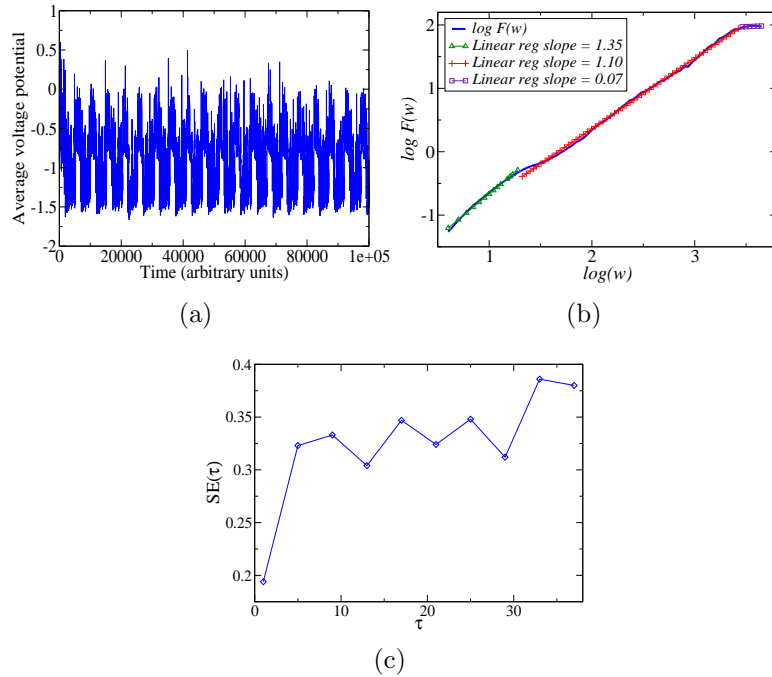 1
0.5
0
-0.5
-1
-1.5
-2
Average voltage potential
0 20000 40000 60000 80000 1e+05
Time (arbitrary units)
(a)
2
1
0
-1
log F(w)
log F(w)
Linear reg slope = 1.35
Linear reg slope = 1.10
Linear reg slope = 0.07
1 2 3
log(w)
(b)
0.4
0.35
0.3
0.25
0.2
SE(τ)
0 10 20 30
τ
(c)